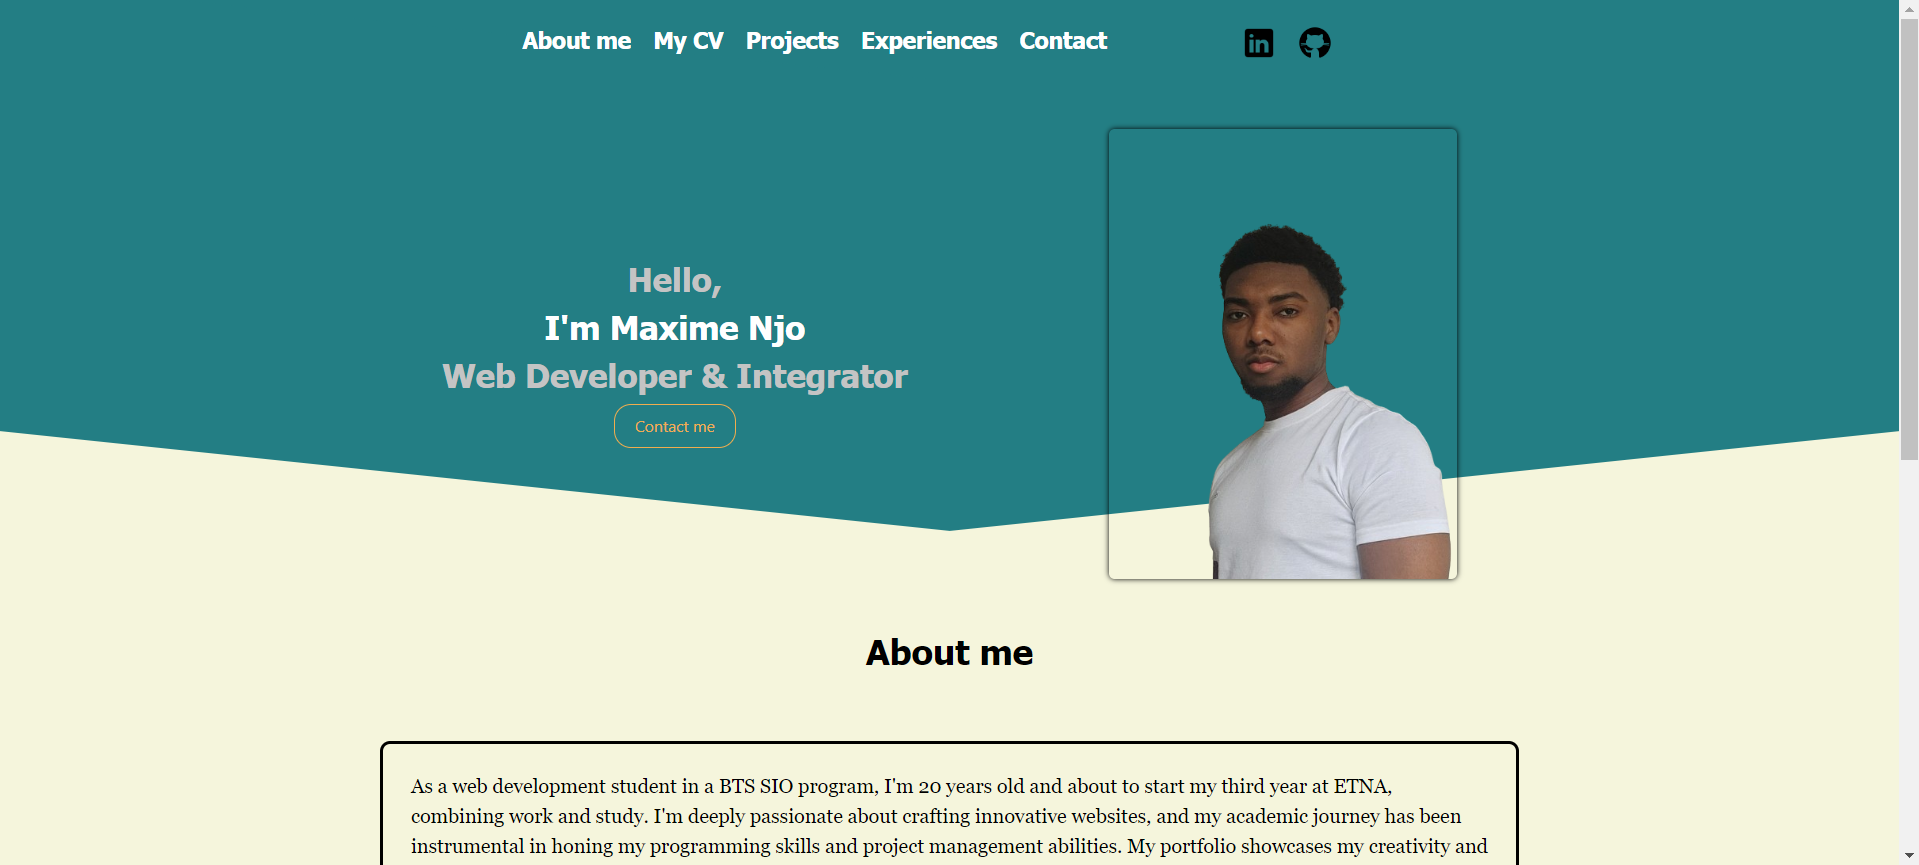 About me My CV Projects Experiences Contact
in
Hello,
I'm Maxime Njo
Web Developer & Integrator
Contact me
About me
As a web development student in a BTS SIO program, I'm 20 years old and about to start my third year at ETNA,
combining work and study. I'm deeply passionate about crafting innovative websites, and my academic journey has been
instrumental in honing my programming skills and project management abilities. My portfolio showcases my creativity and